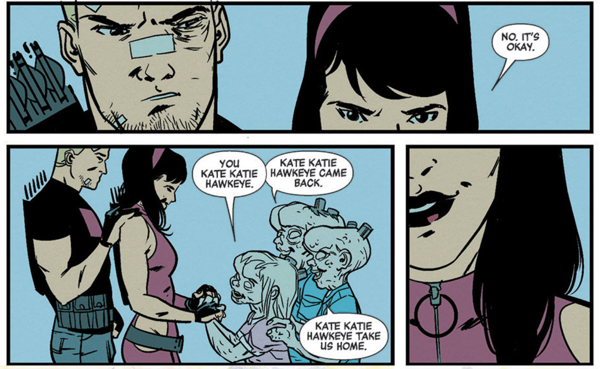 NO. IT'S
OKAY.
YOU
KATE KATIE
HAWKEYE.
KATE KATIE
HAWKEYE CAME
BACK.
KATE KATIE
HAWKEYE TAKE
US HOME.